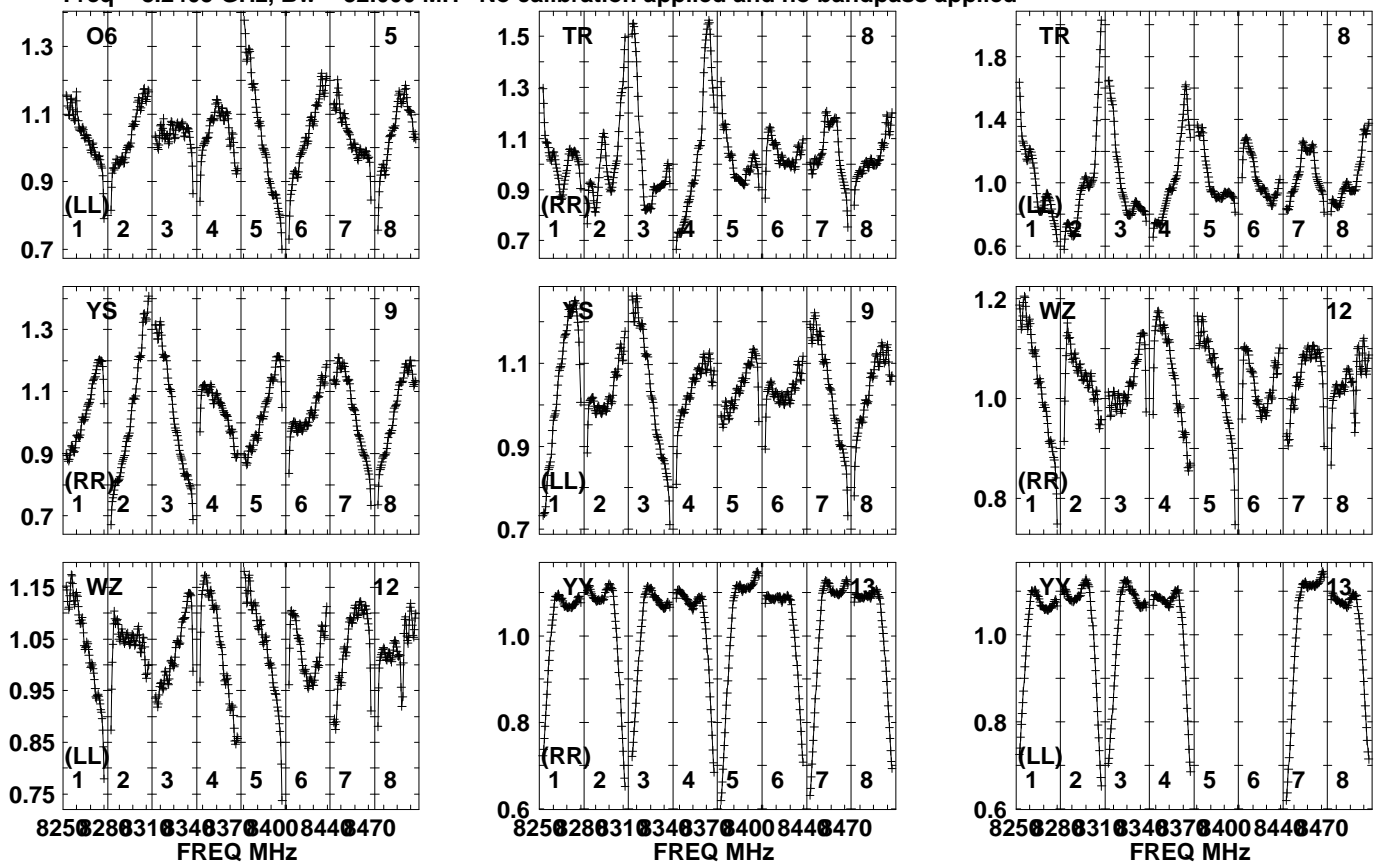 Freq = 8.2405 GHz, Bw = 32.000 MH No calibration applied and no bandpass applied
O6 5
1.3
1.1
0.9
0.7
(LL)
1 2 3 4 5 6 7 8
TR 8
1.5
1.3
1.1
0.9
0.7
(RR)
1 2 3 4 5 6 7 8
TR 8
1.8
1.4
1.0
0.6
(LL)
1 2 3 4 5 6 7 8
YS 9
1.3
1.1
0.9
0.7
(RR)
1 2 3 4 5 6 7 8
YS 9
1.1
0.9
0.7
(LL)
1 2 3 4 5 6 7 8
WZ 12
1.2
1.0
0.8
(RR)
1 2 3 4 5 6 7 8
WZ 12
1.15
1.05
0.95
0.85
0.75
(LL)
1 2 3 4 5 6 7 8
8250 8280 8310 8340 8370 8400 8440 8470
FREQ MHz
YY 13
1.0
0.8
0.6
(RR)
1 2 3 4 5 6 7 8
8250 8280 8310 8340 8370 8400 8440 8470
FREQ MHz
YY 13
1.0
0.8
0.6
(LL)
1 2 3 4 5 6 7 8
8250 8280 8310 8340 8370 8400 8440 8470
FREQ MHz